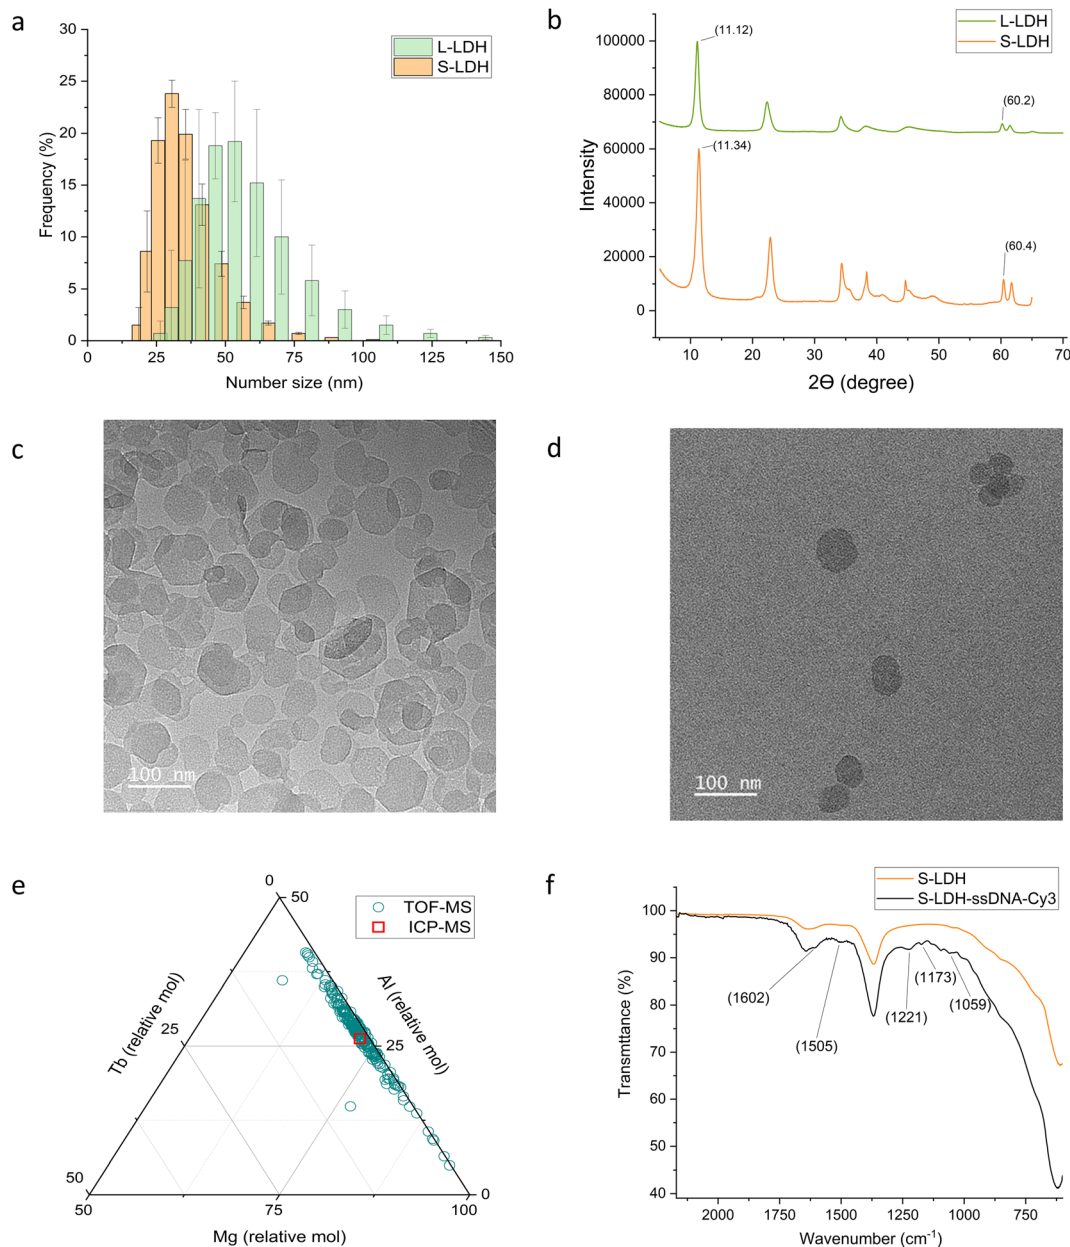 a
30
25
20
15
10
5
0
Frequency (%)
L-LDH
S-LDH
0
25
50
75
100
125
150
Number size (nm)
b
L-LDH
S-LDH
100000
80000
60000
40000
20000
0
Intensity
(11.12)
(60.2)
(11.34)
(60.4)
10
20
30
40
50
60
70
2Θ (degree)
c
100 nm
d
100 nm
e
0
50
TOF-MS
ICP-MS
Tb (relative mol)
Al (relative mol)
25
25
50
0
50
75
100
Mg (relative mol)
f
S-LDH
S-LDH-ssDNA-Cy3
100
90
80
70
60
50
40
Transmttance (%)
(1602)
(1505)
(1221)
(1173)
(1059)
2000
1750
1500
1250
1000
750
Wavenumber (cm⁻¹)